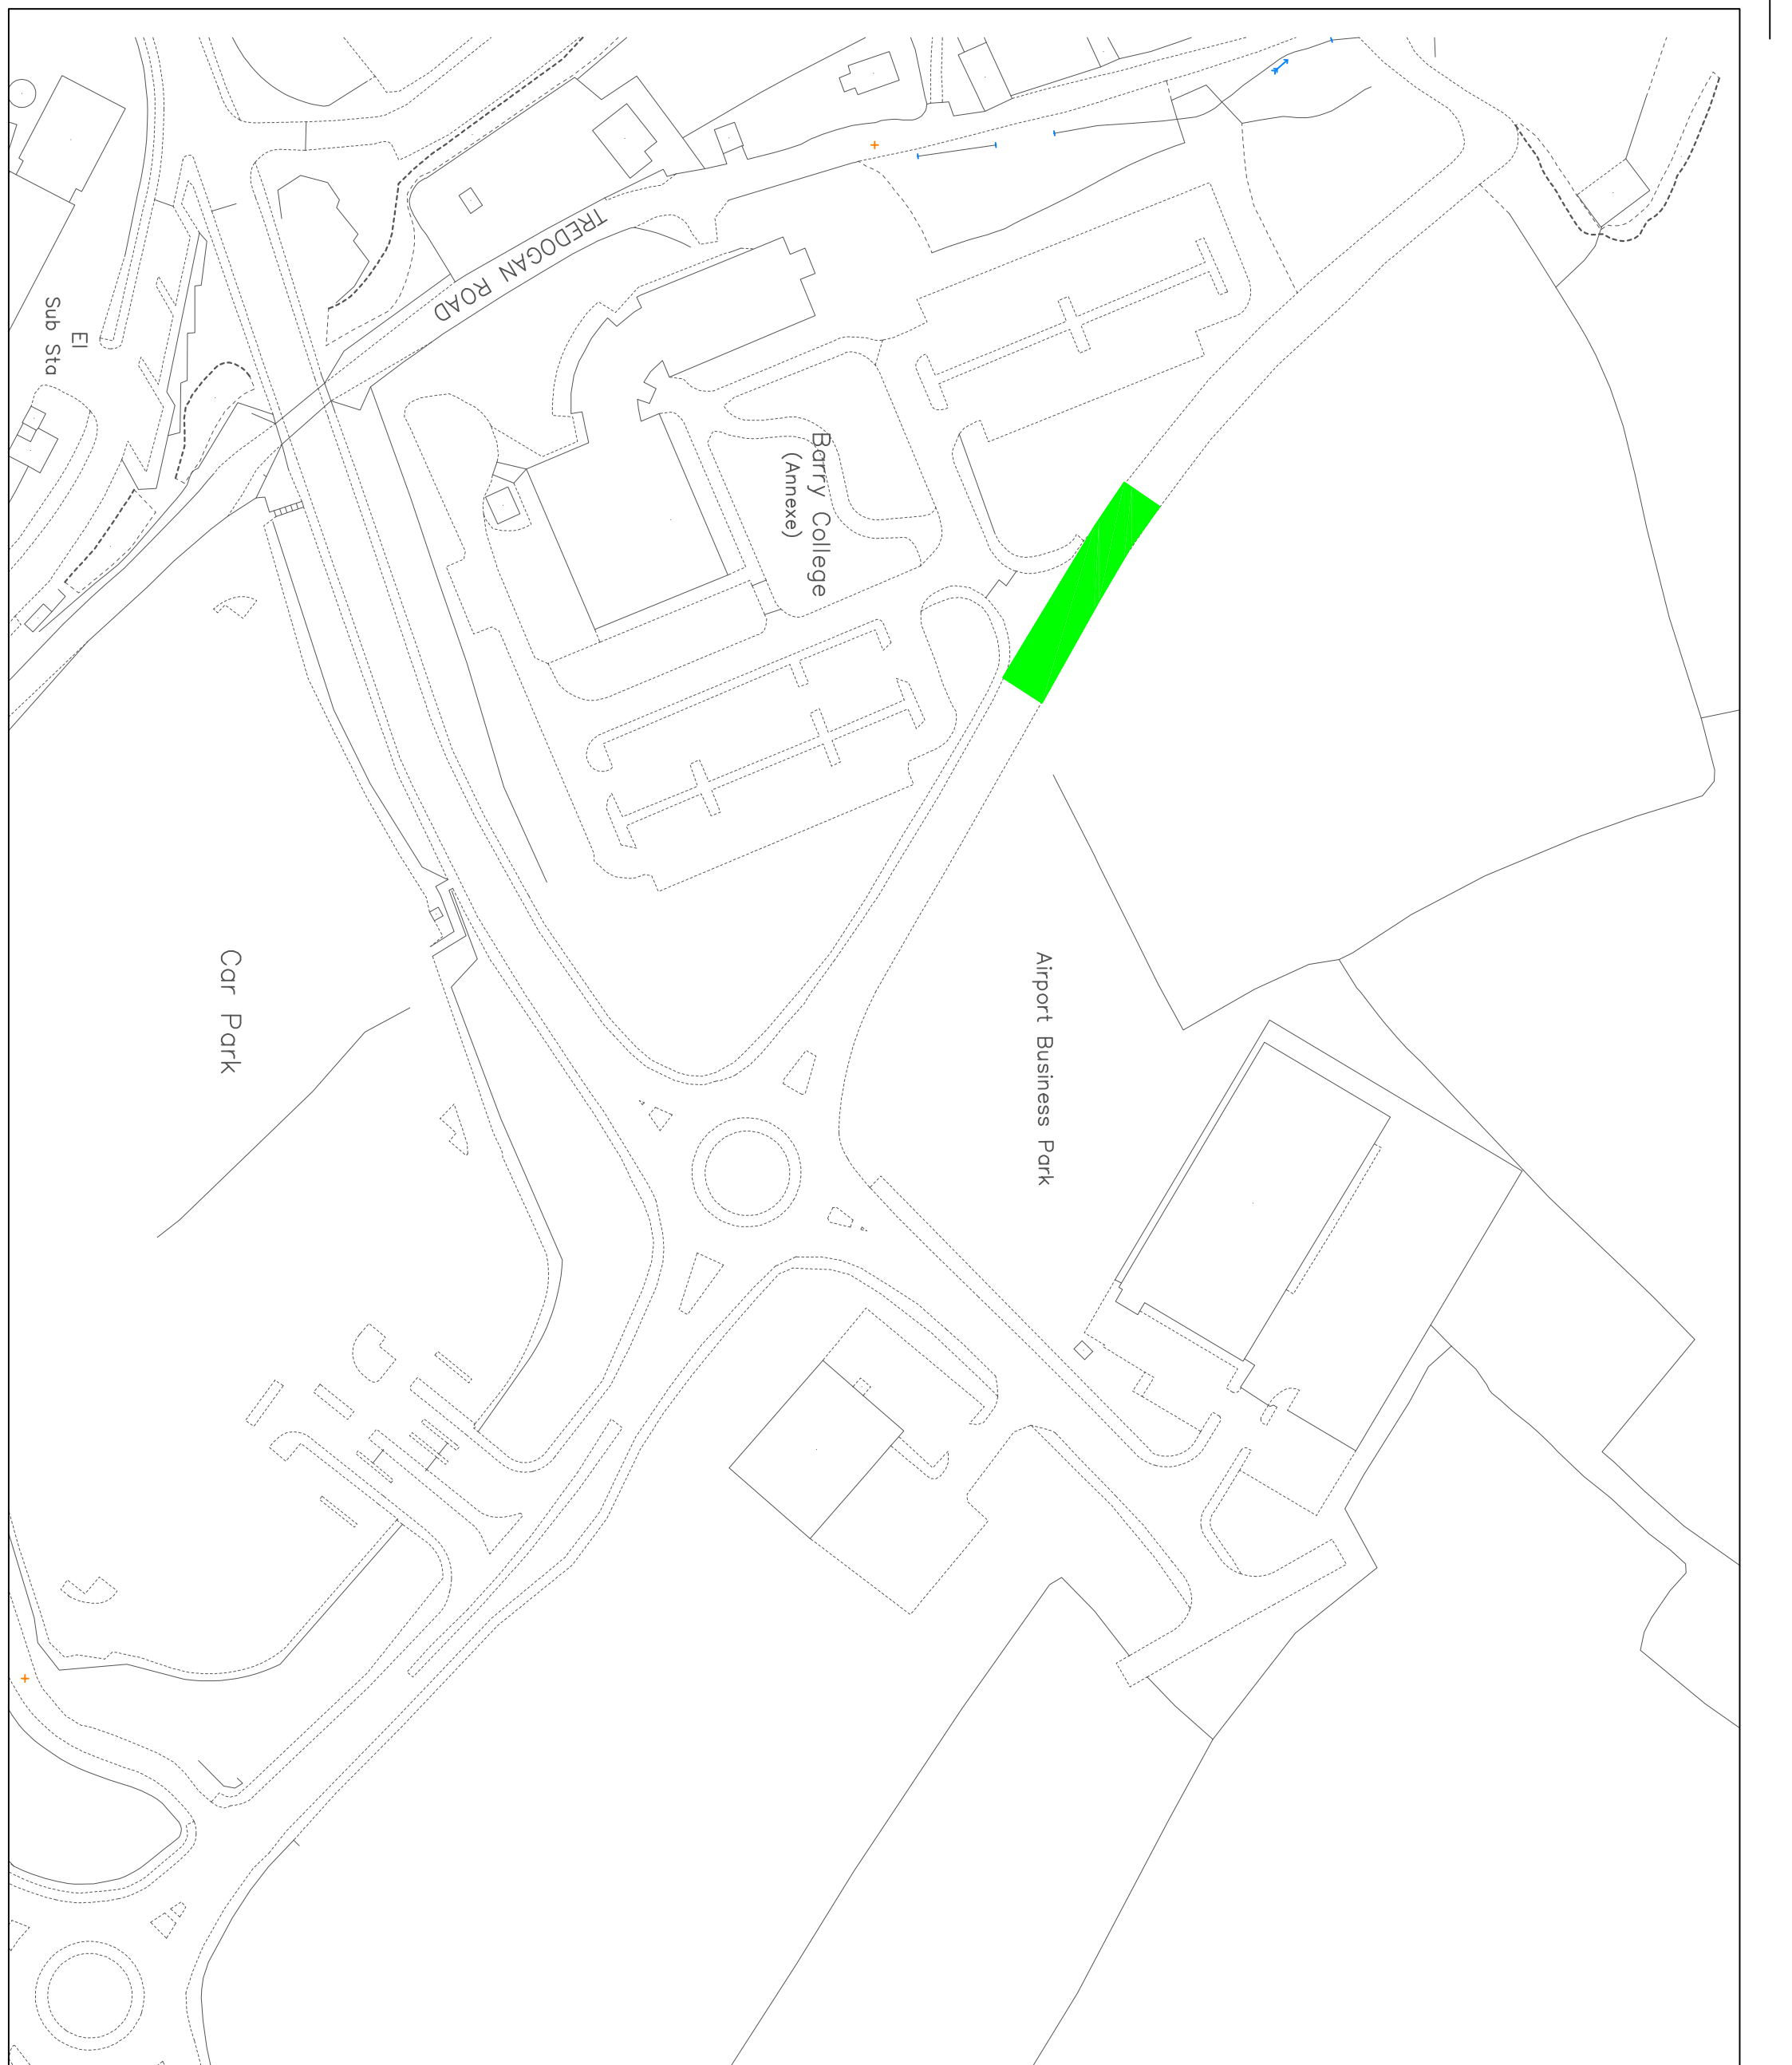 TREDOGAN ROAD
El
Sub Sta
Barry College
(Annexe)
Car Park
Airport Business Park